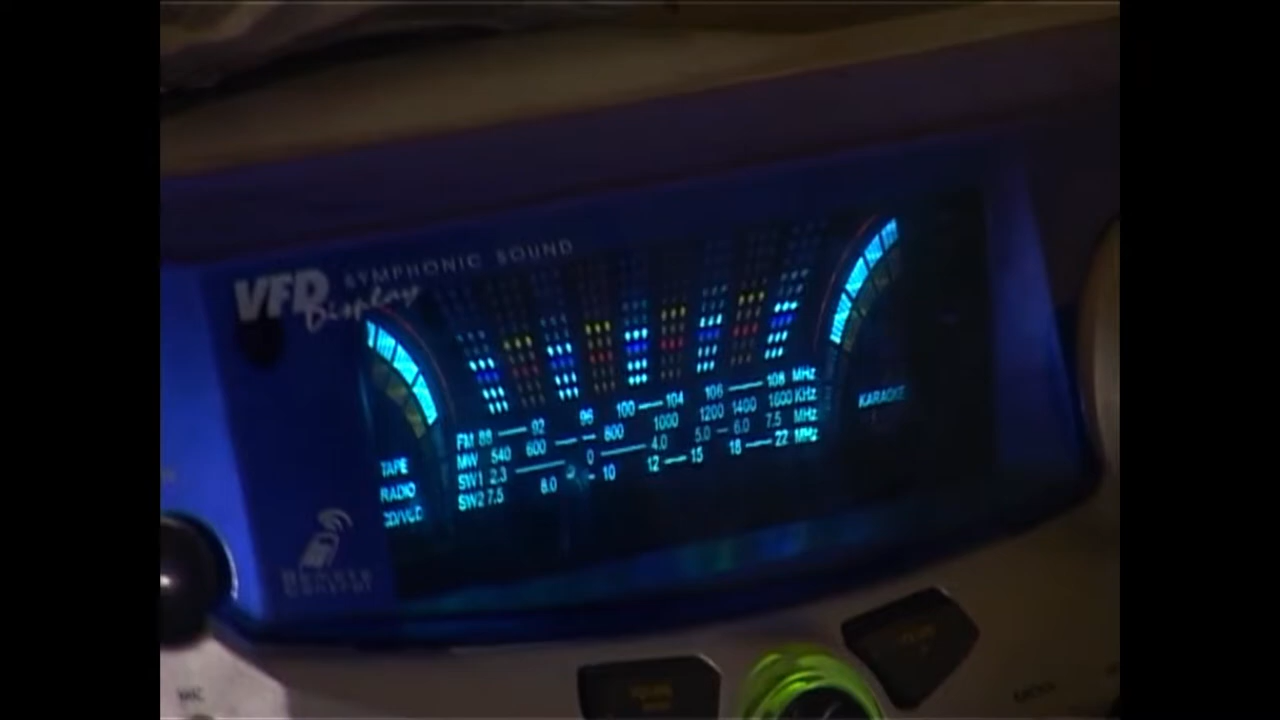 VFD Display SYMPHONIC SOUND
FM 88 92 96 100 104 106 108 MHz
MW 540 600 800 1000 1200 1400 1600 KHz
SW1 2.3 0 4.0 5.0 6.0 7.5 MHz
SW2 7.5 8.0 10 12 15 18 22 MHz
KARAOKE
TAPE
RADIO
CD/VCD
REMOTE
CONTROL